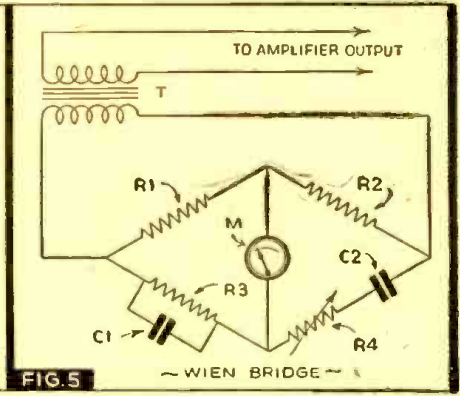 TO AMPLIFIER OUTPUT
T
R1
R2
M
C2
R3
C1
R4
FIG.5
~ WIEN BRIDGE ~